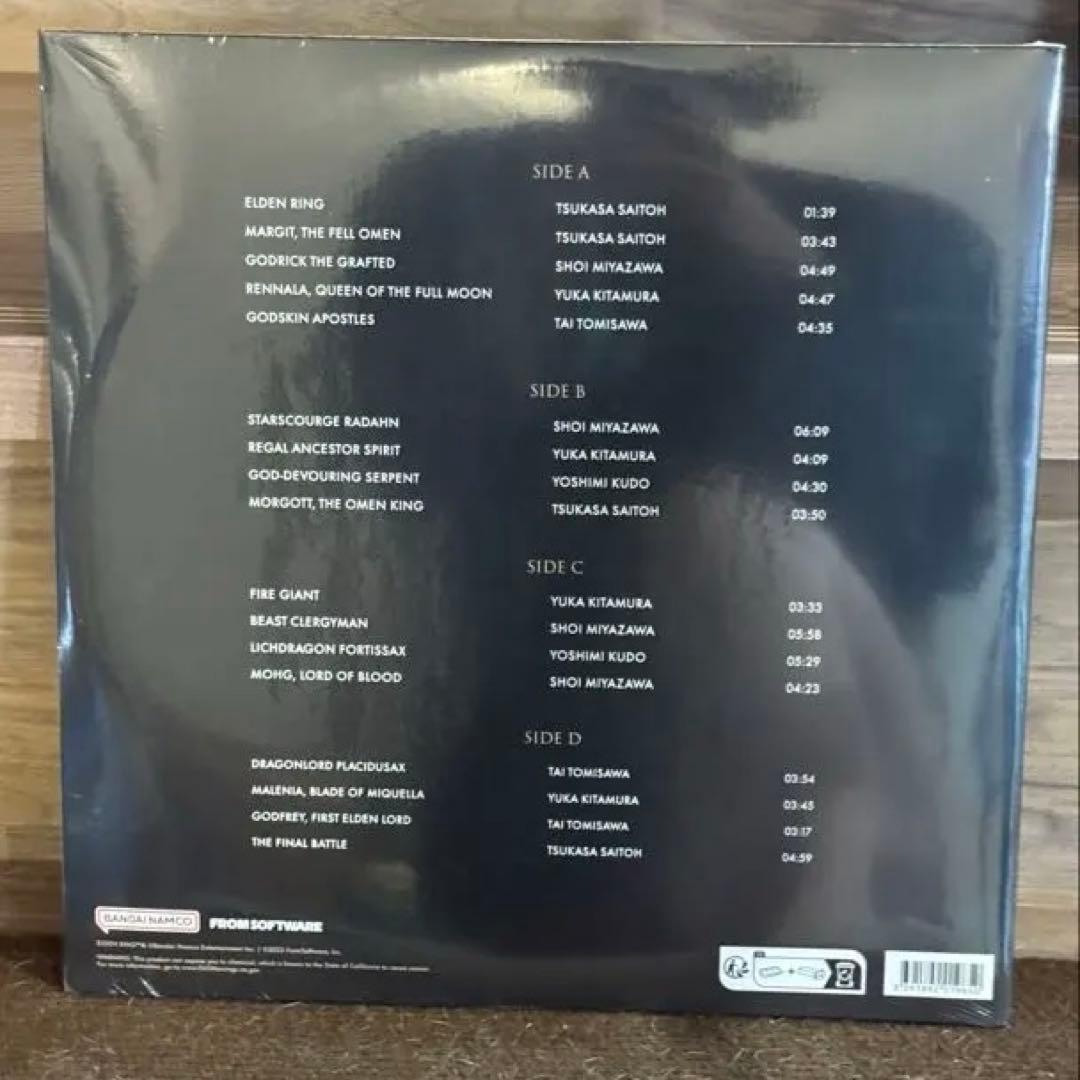 SIDE A
ELDEN RING TSUKASA SAITOH 01:39
MARGIT, THE FELL OMEN TSUKASA SAITOH 03:43
GODRICK THE GRAFTED SHOI MIYAZAWA 04:49
RENNALA, QUEEN OF THE FULL MOON YUKA KITAMURA 04:47
GODSKIN APOSTLES TAI TOMISAWA 04:35
SIDE B
STARSCOURGE RADAHN SHOI MIYAZAWA 06:09
REGAL ANCESTOR SPIRIT YUKA KITAMURA 04:09
GOD-DEVOURING SERPENT YOSHIMI KUDO 04:30
MORGOTT, THE OMEN KING TSUKASA SAITOH 03:50
SIDE C
FIRE GIANT YUKA KITAMURA 03:33
BEAST CLERGYMAN SHOI MIYAZAWA 05:58
LICHDRAGON FORTISSAX YOSHIMI KUDO 05:29
MOHG, LORD OF BLOOD SHOI MIYAZAWA 04:23
SIDE D
DRAGONLORD PLACIDUSAX TAI TOMISAWA 03:54
MALENIA, BLADE OF MIQUELLA YUKA KITAMURA 03:45
GODFREY, FIRST ELDEN LORD TAI TOMISAWA 03:17
THE FINAL BATTLE TSUKASA SAITOH 04:59
BANDAI NAMCO FROMSOFTWARE